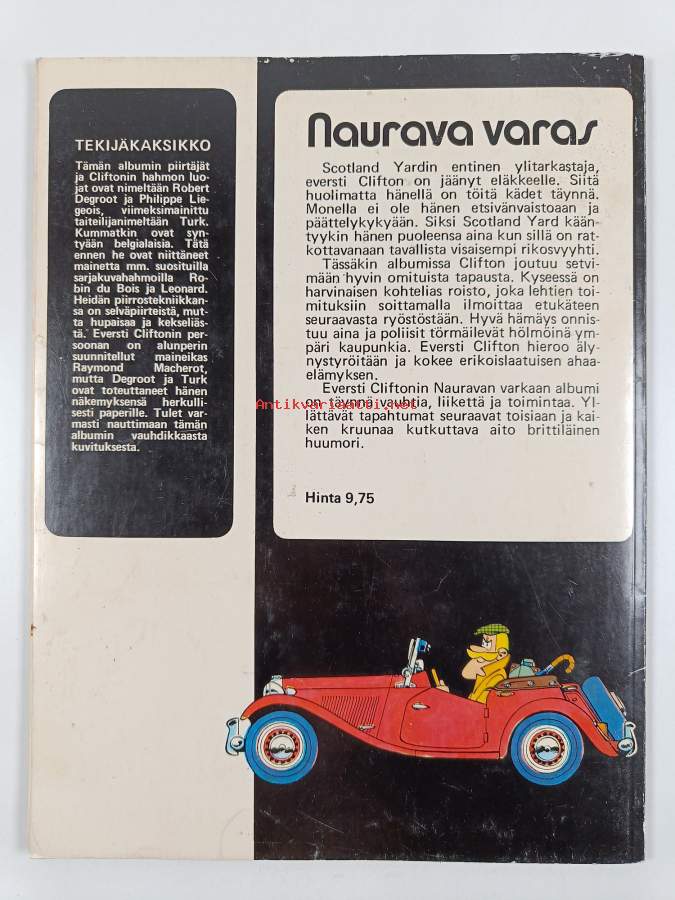 TEKIJÄKAKSIKKO
Tämän albumin piirtäjät
ja Cliftonin hahmon luo-
jat ovat nimeltään Robert
Degroot ja Philippe Lie-
geois, viimeksimainittu
taiteilijanimeltään Turk.
Kummatkin ovat syn-
tyään belgialaisia. Tätä
ennen he ovat niittäneet
mainetta mm. suosituilla
sarjakuvahahmoilla Ro-
bin du Bois ja Leonard.
Heidän piirrostekniikkan-
sa on selväpiirteistä, mut-
ta hupaisaa ja kekseliäs-
tä. Eversti Cliftonin per-
soonan on alunperin
suunnitellut maineikas
Raymond Macherot,
mutta Degroot ja Turk
ovat toteuttaneet hänen
näkemyksensä herkulli-
sesti paperille. Tulet var-
masti nauttimaan tämän
albumin vauhdikkaasta
kuvituksesta.
Naurava varas
Scotland Yardin entinen ylitarkastaja,
eversti Clifton on jäänyt eläkkeelle. Siitä
huolimatta hänellä on töitä kädet täynnä.
Monella ei ole hänen etsivänvaistoaan ja
päättelykykyään. Siksi Scotland Yard kään-
tyykin hänen puoleensa aina kun sillä on rat-
kottavanaan tavallista visaisempi rikosvyyhti.
Tässäkin albumissa Clifton joutuu setvi-
mään hyvin omituista tapausta. Kyseessä on
harvinaisen kohtelias roisto, joka lehtien toi-
mituksiin soittamalla ilmoittaa etukäteen
seuraavasta ryöstöstään. Hyvä hämäys onnis-
tuu aina ja poliisit törmäilevät hölmöinä ym-
päri kaupunkia. Eversti Clifton hieroo äly-
nystyröitään ja kokee erikoislaatuisen ahaa-
elämyksen.
Eversti Cliftonin Nauravan varkaan albumi
on täynnä vauhtia, liikettä ja toimintaa. Yl-
lättävät tapahtumat seuraavat toisiaan ja kai-
ken kruunaa kutkuttava aito brittiläinen
huumori.
Hinta 9,75
Antikvariaatti.net